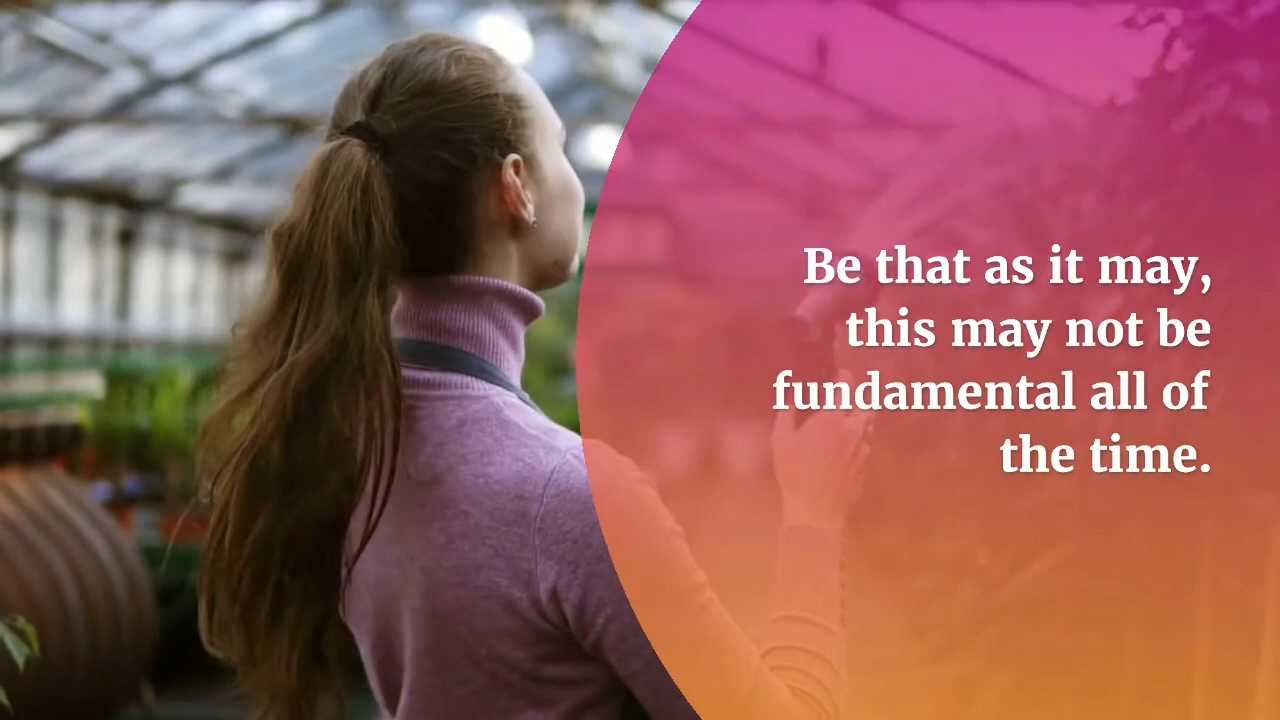 Be that as it may,
this may not be
fundamental all of
the time.